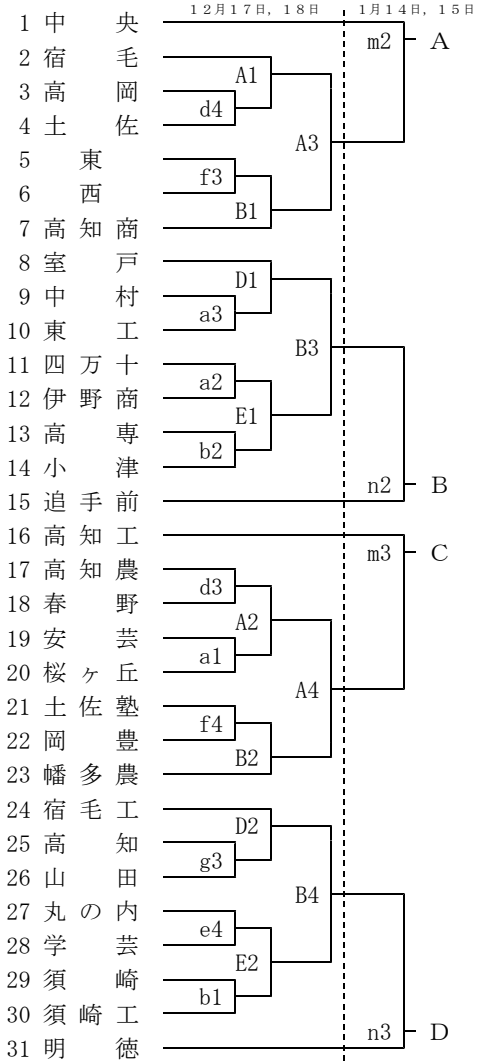 12月17日，18日 1月14日，15日
1 中央
m2 A
2 宿毛
A1
3 高岡
d4
4 土佐
A3
5 東
f3
6 西
B1
7 高知商
8 室戸
D1
9 中村
a3
10 東工
B3
11 四万十
a2
12 伊野商
E1
13 高専
b2
14 小津
n2 B
15 追手前
16 高知工
m3 C
17 高知農
d3
18 春野
A2
19 安芸
a1
20 桜ヶ丘
A4
21 土佐塾
f4
22 岡豊
B2
23 幡多農
24 宿毛工
D2
25 高知
g3
26 山田
B4
27 丸の内
e4
28 学芸
E2
29 須崎
b1
30 須崎工
n3 D
31 明徳